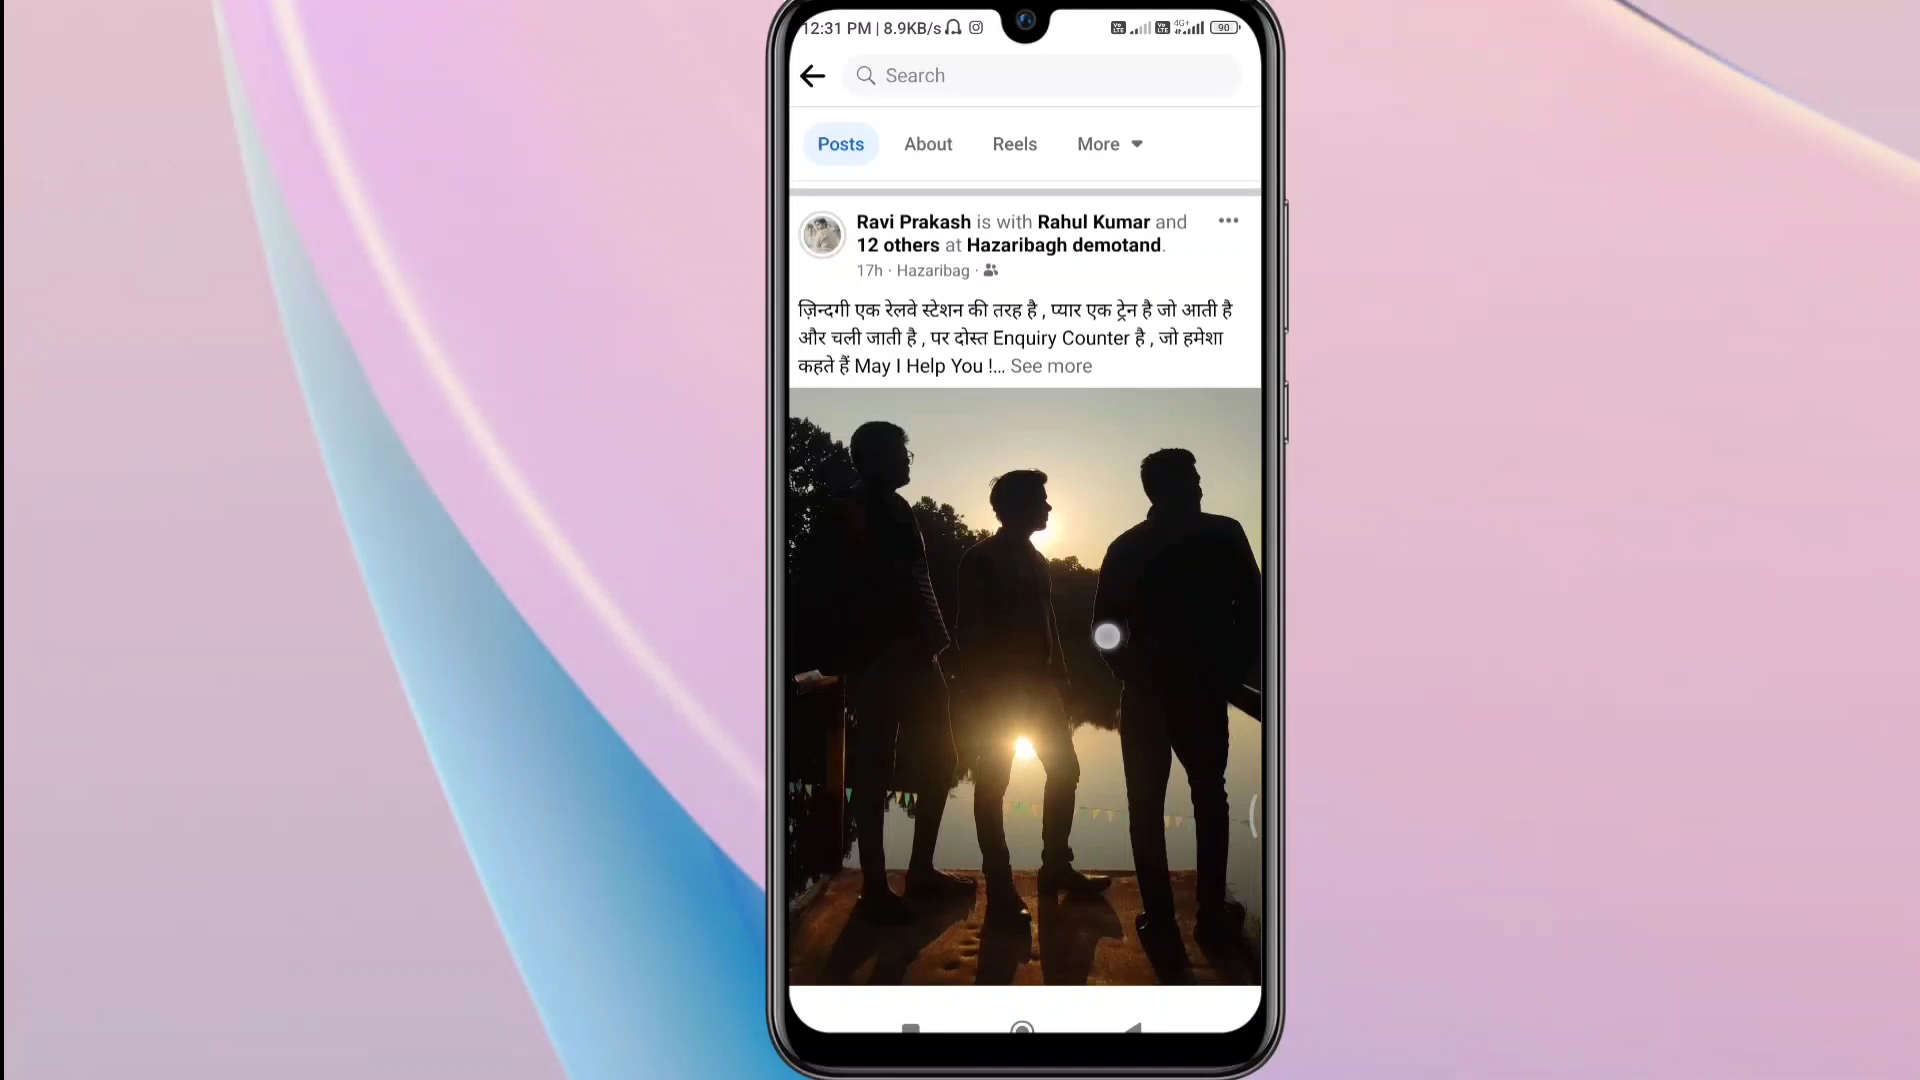 12:31 PM | 8.9KB/s
4G+
90
Search
Posts About Reels More
Ravi Prakash is with Rahul Kumar and
12 others at Hazaribagh demotand.
17h · Hazaribag ·
ज़िन्दगी एक रेलवे स्टेशन की तरह है , प्यार एक ट्रेन है जो आती है
और चली जाती है , पर दोस्त Enquiry Counter है , जो हमेशा
कहते हैं May I Help You !... See more